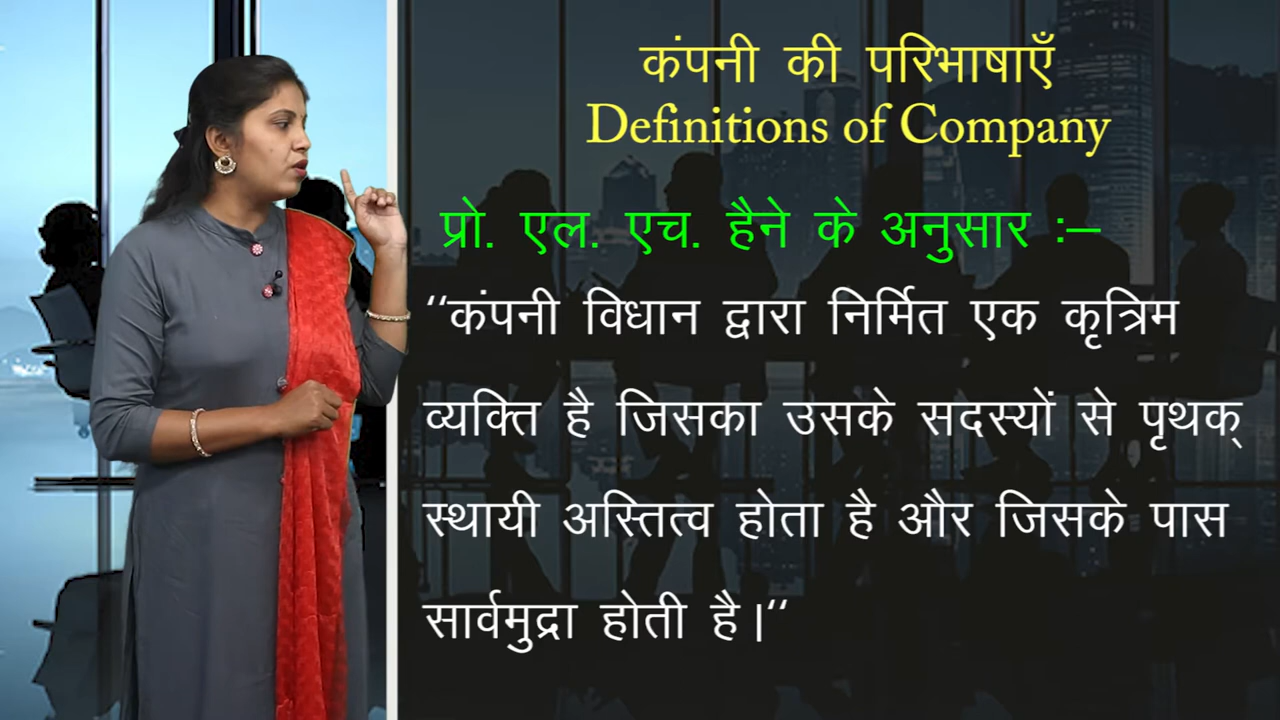 कंपनी की परिभाषाएँ
Definitions of Company
प्रो. एल. एच. हैने के अनुसार :–
“कंपनी विधान द्वारा निर्मित एक कृत्रिम
व्यक्ति है जिसका उसके सदस्यों से पृथक्
स्थायी अस्तित्व होता है और जिसके पास
सार्वमुद्रा होती है।“